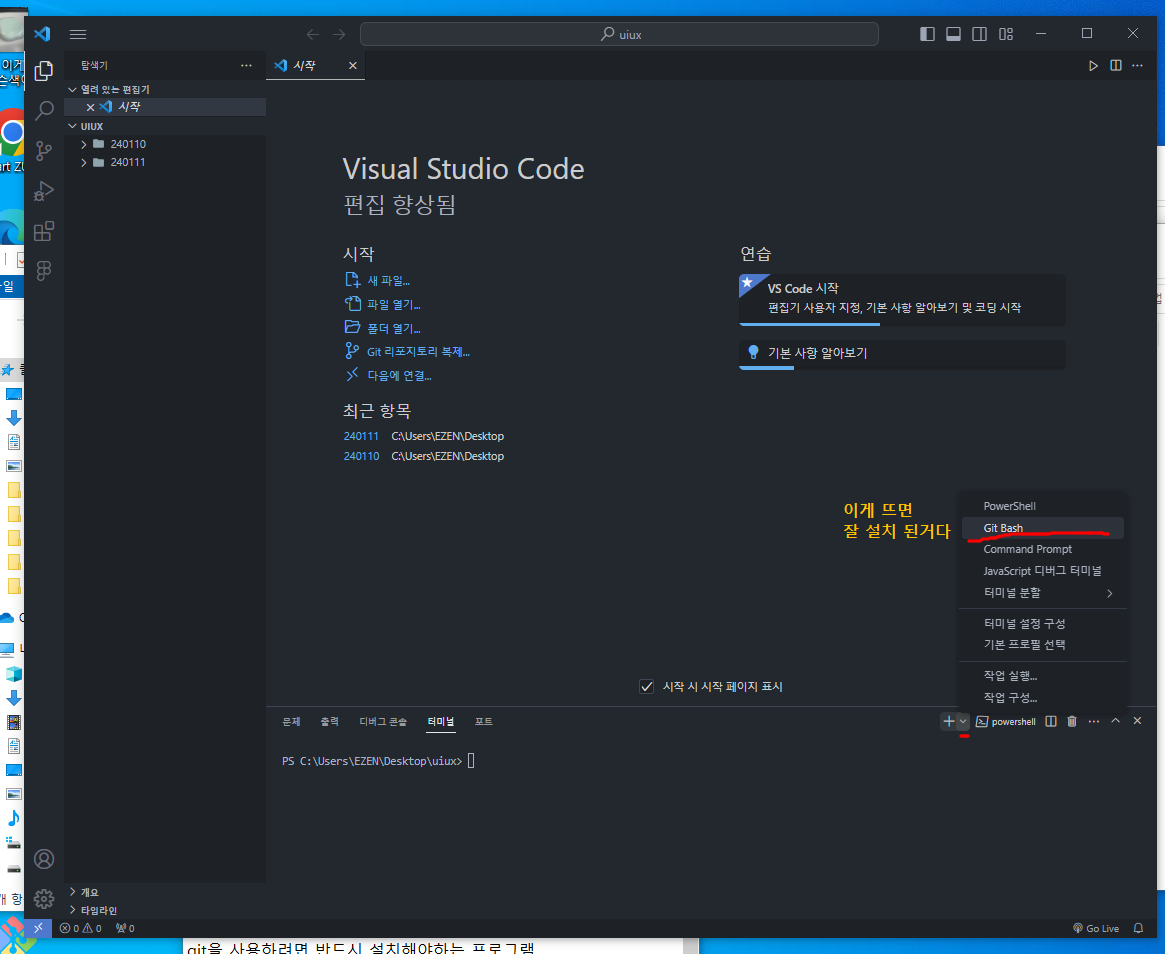 uiux
탐색기
시작
열려 있는 편집기
시작
UIUX
240110
240111
Visual Studio Code
편집 향상됨
시작
새 파일...
파일 열기...
폴더 열기...
Git 리포지토리 복제...
다음에 연결...
최근 항목
240111 C:\Users\EZEN\Desktop
240110 C:\Users\EZEN\Desktop
연습
VS Code 시작
편집기 사용자 지정, 기본 사항 알아보기 및 코딩 시작
기본 사항 알아보기
이게 뜨면
잘 설치 된거다
PowerShell
Git Bash
Command Prompt
JavaScript 디버그 터미널
터미널 분할
터미널 설정 구성
기본 프로필 선택
작업 실행...
작업 구성...
시작 시 시작 페이지 표시
문제 출력 디버그 콘솔 터미널 포트
powershell
PS C:\Users\EZEN\Desktop\uiux>
개요
타임라인
0 0 0
Go Live
git을 사용하려면 반드시 설치해야하는 프로그램